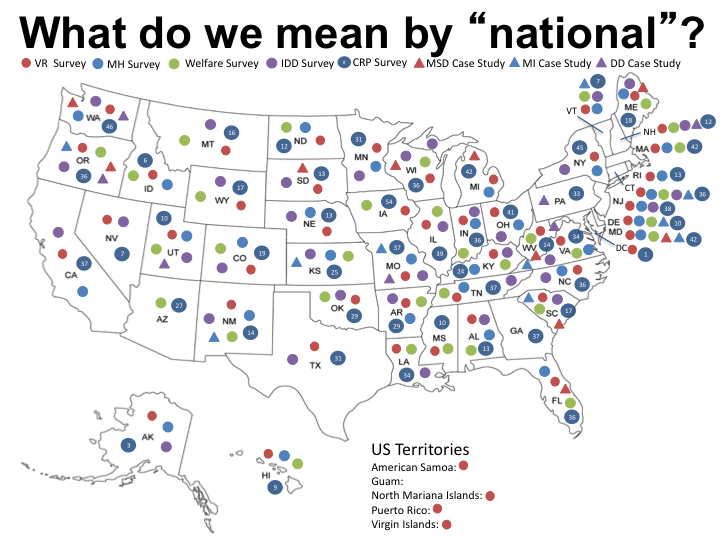 What do we mean by “national”?
VR Survey MH Survey Welfare Survey IDD Survey CRP Survey MSD Case Study MI Case Study DD Case Study
WA
46
OR
36
CA
37
NV
7
ID
6
MT
16
WY
17
UT
10
CO
19
AZ
27
NM
14
ND
12
SD
13
NE
13
KS
25
OK
29
TX
31
MN
31
IA
54
MO
37
AR
29
LA
34
WI
36
IL
39
MI
42
IN
36
OH
41
KY
24
TN
37
MS
10
AL
13
GA
37
FL
36
SC
17
NC
36
VA
34
WV
14
PA
33
NY
45
VT
7
ME
18
NH
12
MA
42
RI
13
CT
36
NJ
38
DE
10
MD
42
DC
1
AK
3
HI
9
US Territories
American Samoa:
Guam:
North Mariana Islands:
Puerto Rico:
Virgin Islands: